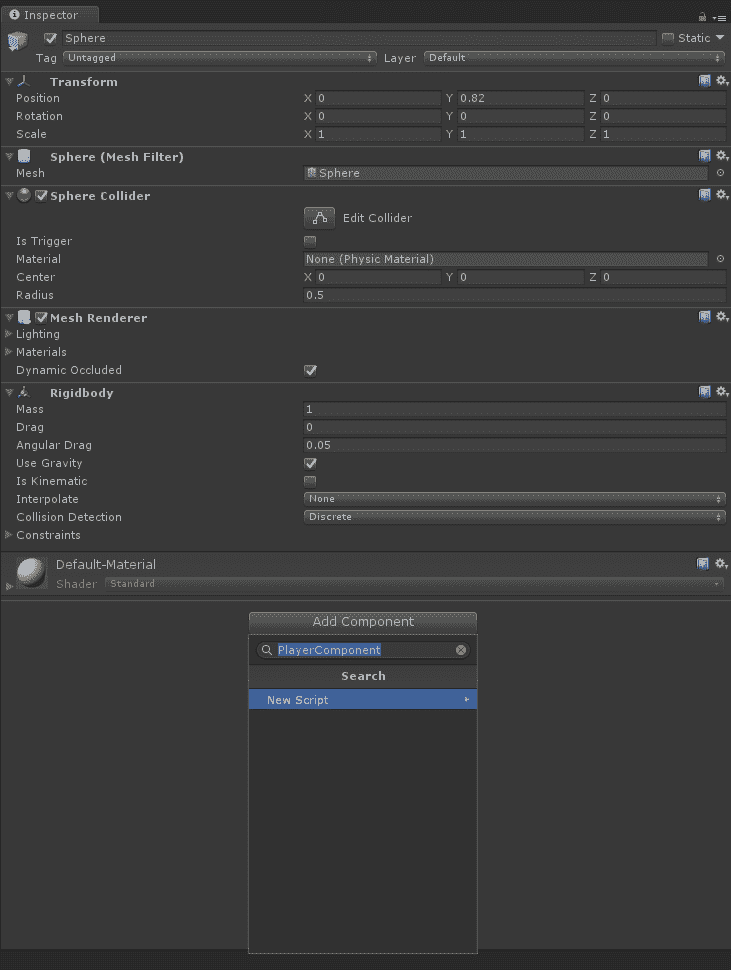 Inspector
Sphere Static
Tag Untagged Layer Default
Transform
Position X 0 Y 0.82 Z 0
Rotation X 0 Y 0 Z 0
Scale X 1 Y 1 Z 1
Sphere (Mesh Filter)
Mesh Sphere
Sphere Collider
Edit Collider
Is Trigger
Material None (Physic Material)
Center X 0 Y 0 Z 0
Radius 0.5
Mesh Renderer
Lighting
Materials
Dynamic Occluded
Rigidbody
Mass 1
Drag 0
Angular Drag 0.05
Use Gravity
Is Kinematic
Interpolate None
Collision Detection Discrete
Constraints
Default-Material
Shader Standard
Add Component
PlayerComponent
Search
New Script